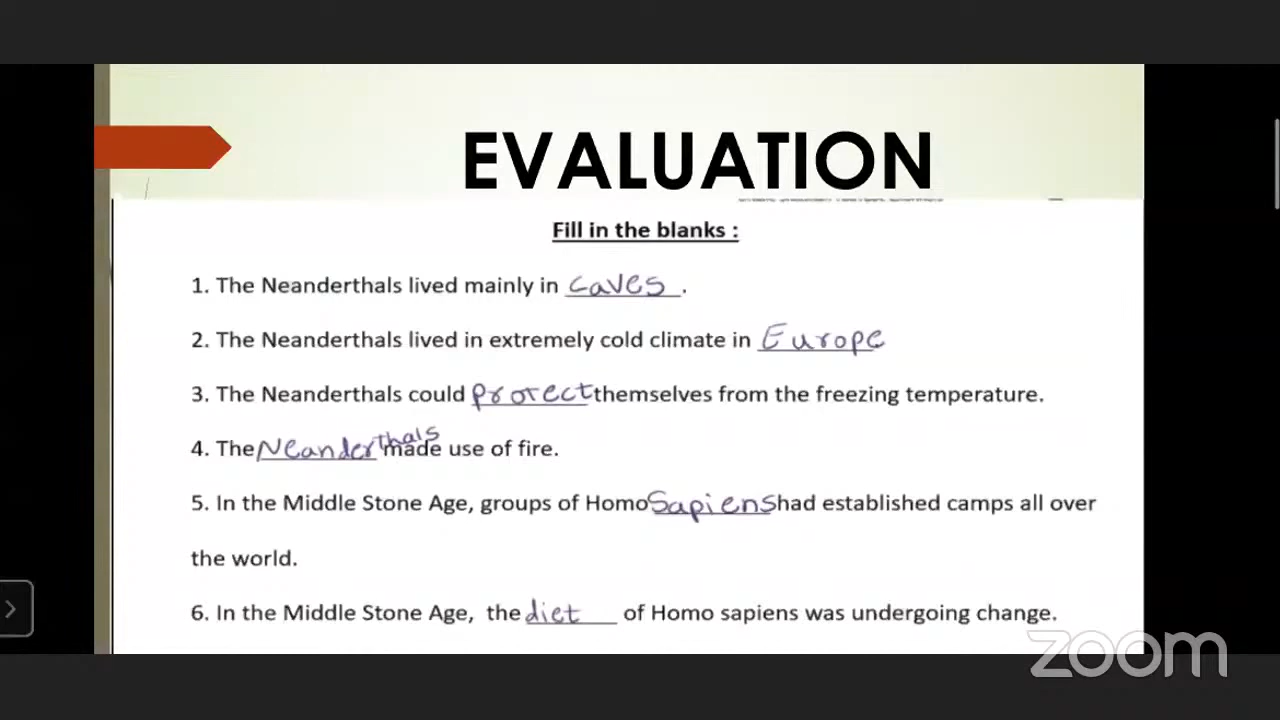 EVALUATION
Fill in the blanks :
1. The Neanderthals lived mainly in caves.
2. The Neanderthals lived in extremely cold climate in Europe
3. The Neanderthals could protect themselves from the freezing temperature.
4. The Neanderthals made use of fire.
5. In the Middle Stone Age, groups of Homo Sapiens had established camps all over
the world.
6. In the Middle Stone Age, the diet of Homo sapiens was undergoing change.
zoom